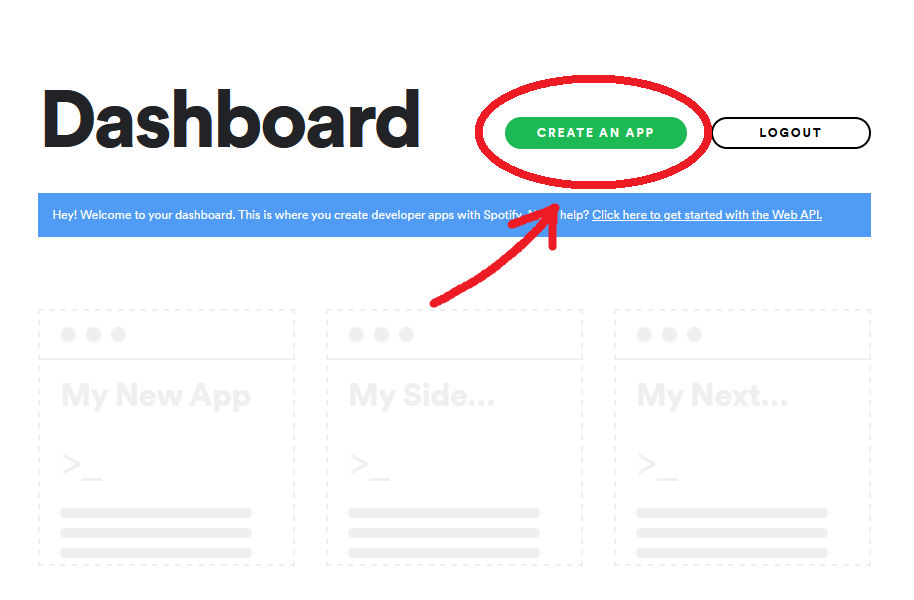 Dashboard
CREATE AN APP
LOGOUT
Hey! Welcome to your dashboard. This is where you create developer apps with Spotify. help? Click here to get started with the Web API.
My New App
My Side...
My Next...
>_
>_
>_